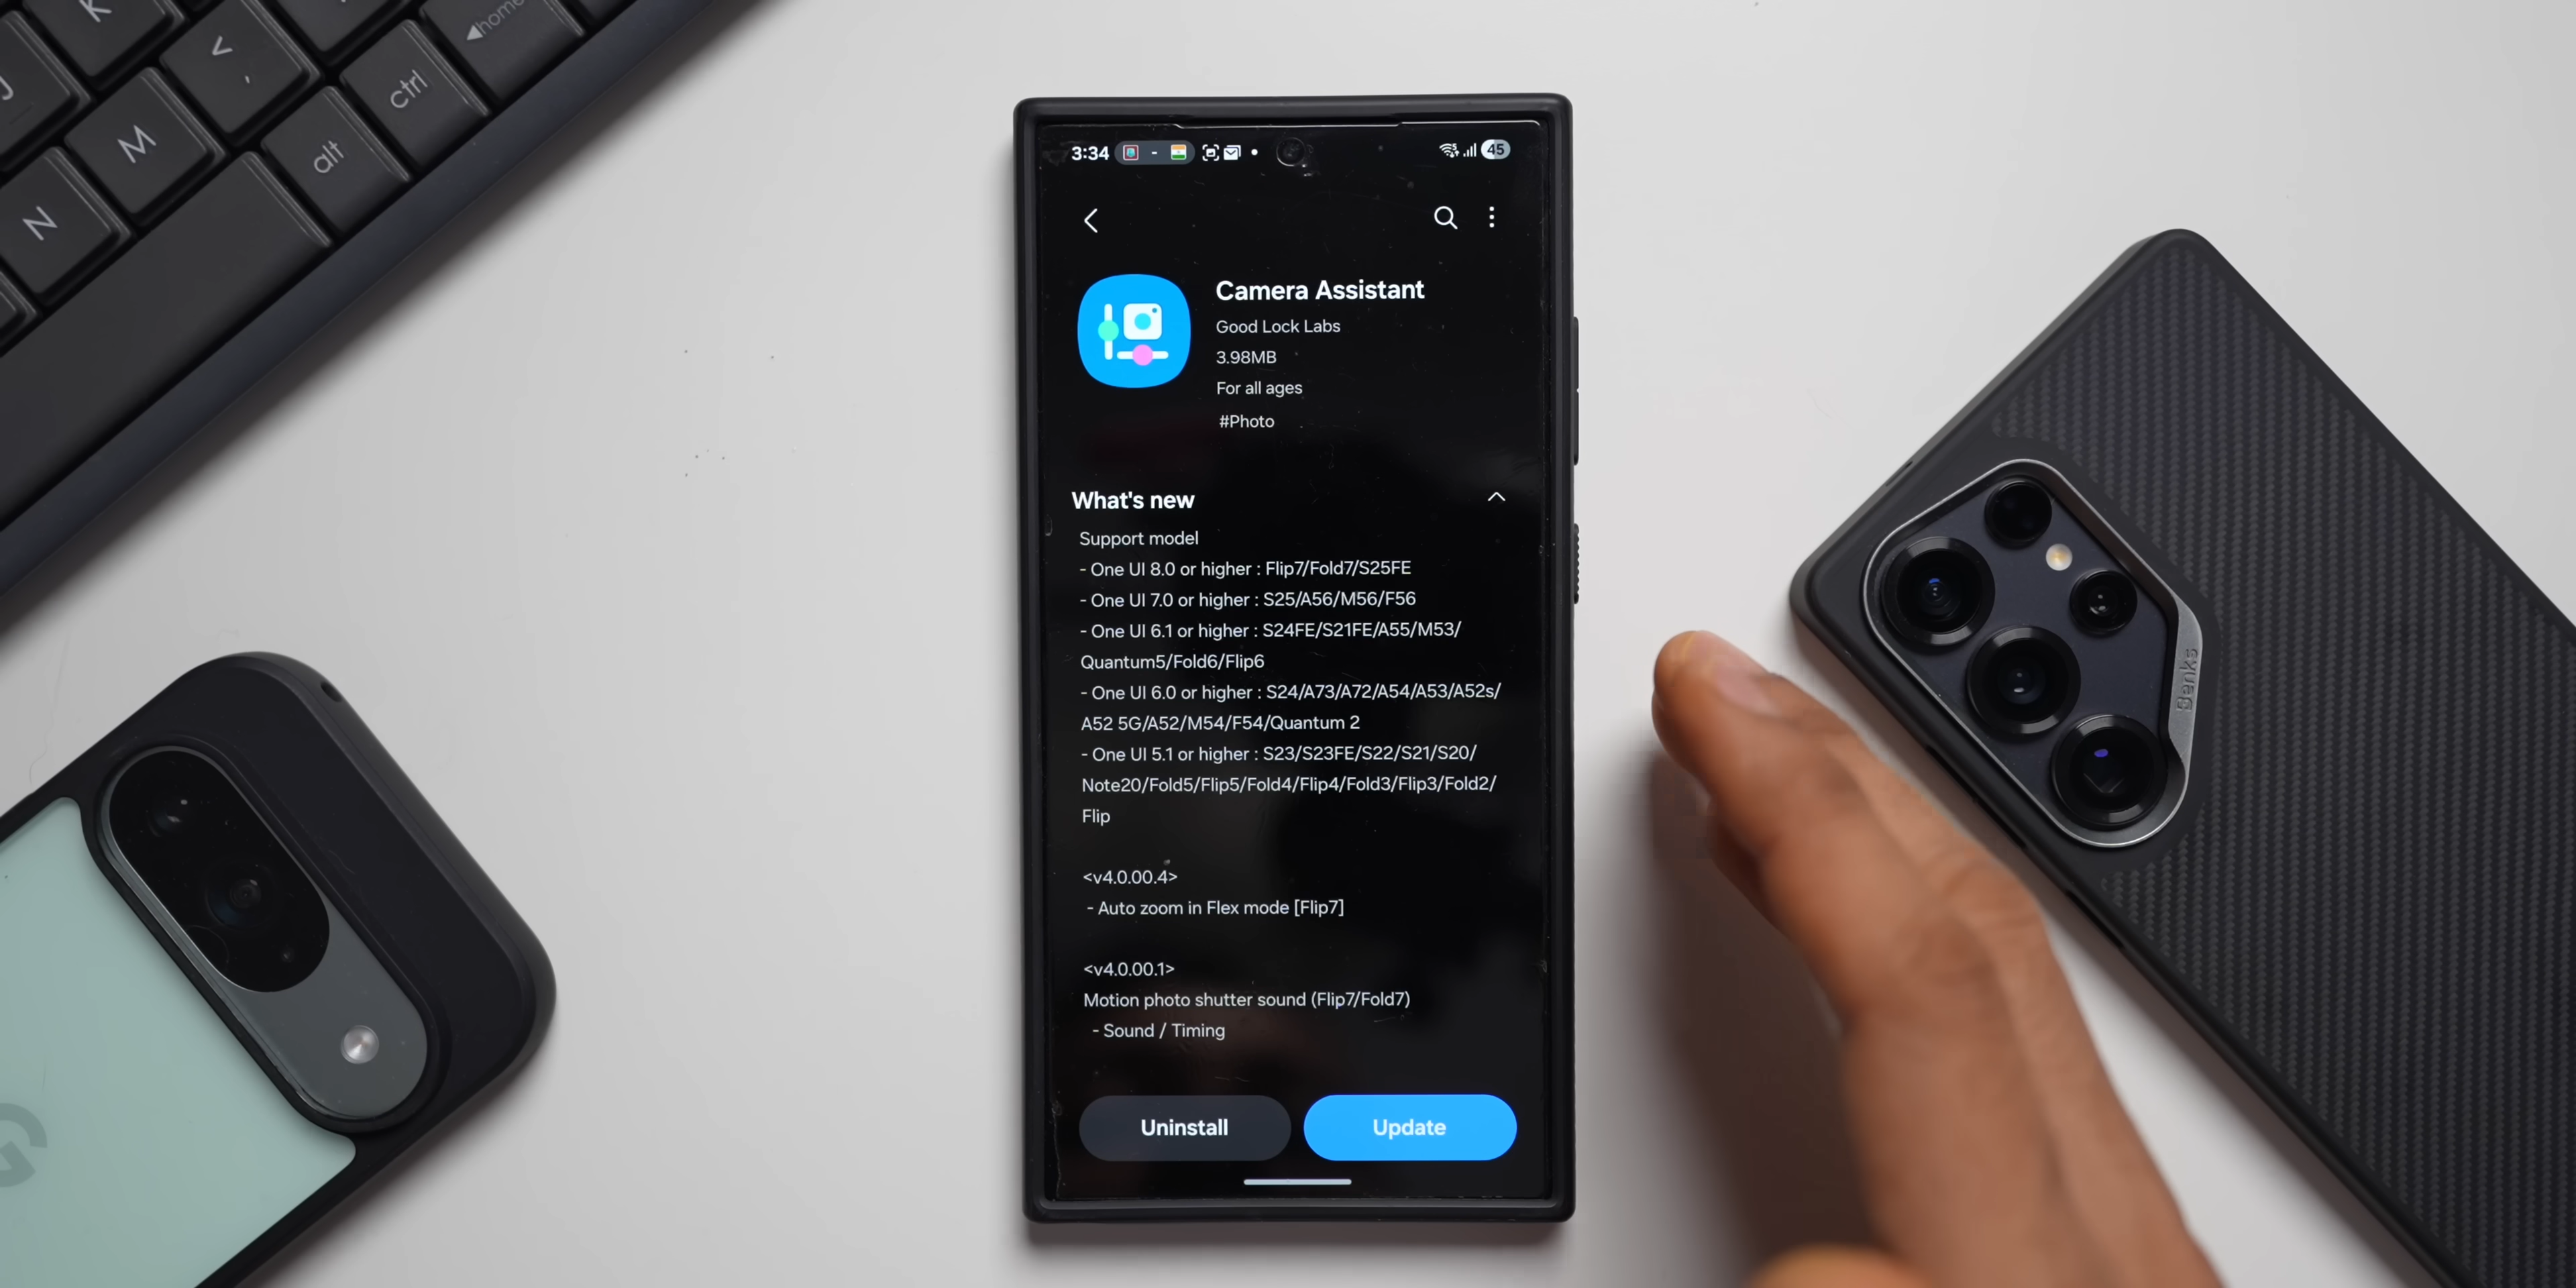 K
home
V
,
J
ctrl
M
alt
N
3:34
45
Camera Assistant
Good Lock Labs
3.98MB
For all ages
#Photo
What's new
Support model
- One UI 8.0 or higher : Flip7/Fold7/S25FE
- One UI 7.0 or higher : S25/A56/M56/F56
- One UI 6.1 or higher : S24FE/S21FE/A55/M53/
Quantum5/Fold6/Flip6
- One UI 6.0 or higher : S24/A73/A72/A54/A53/A52s/
A52 5G/A52/M54/F54/Quantum 2
- One UI 5.1 or higher : S23/S23FE/S22/S21/S20/
Note20/Fold5/Flip5/Fold4/Flip4/Fold3/Flip3/Fold2/
Flip
<v4.0.00.4>
- Auto zoom in Flex mode [Flip7]
<v4.0.00.1>
Motion photo shutter sound (Flip7/Fold7)
- Sound / Timing
Uninstall
Update
Benks
G